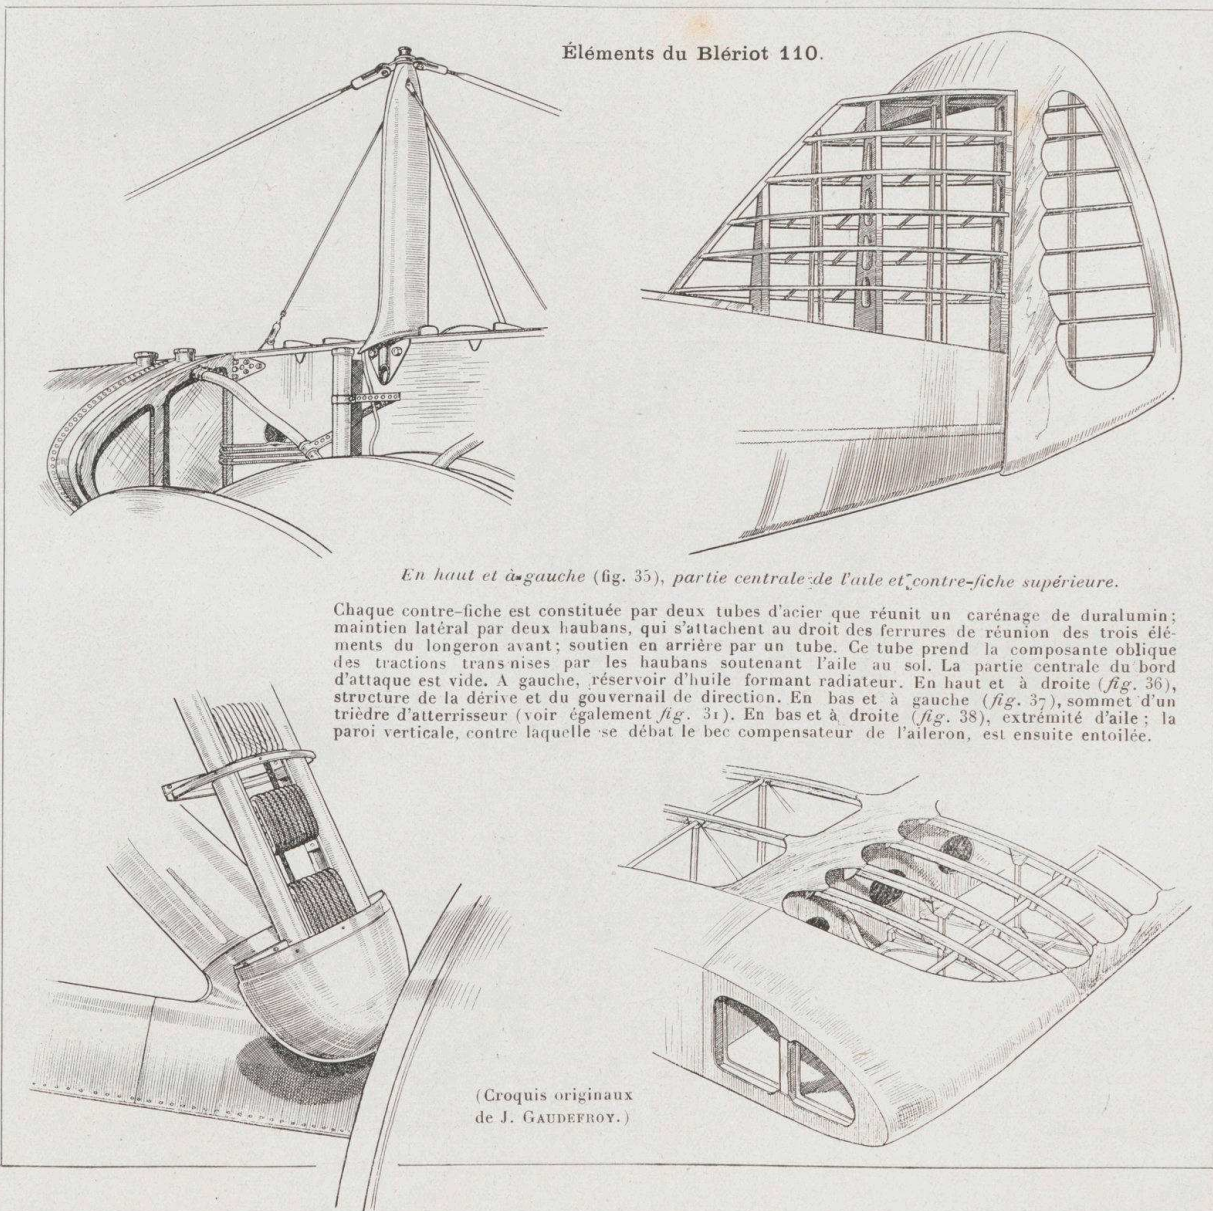 Éléments du Blériot 110.
En haut et à gauche (fig. 35), partie centrale de l'aile et contre-fiche supérieure.
Chaque contre-fiche est constituée par deux tubes d'acier que réunit un carénage de duralumin;
maintien latéral par deux haubans, qui s'attachent au droit des ferrures de réunion des trois élé-
ments du longeron avant; soutien en arrière par un tube. Ce tube prend la composante oblique
des tractions transmises par les haubans soutenant l'aile au sol. La partie centrale du bord
d'attaque est vide. A gauche, réservoir d'huile formant radiateur. En haut et à droite (fig. 36),
structure de la dérive et du gouvernail de direction. En bas et à gauche (fig. 37), sommet d'un
trièdre d'atterrisseur (voir également fig. 31). En bas et à droite (fig. 38), extrémité d'aile; la
paroi verticale, contre laquelle se débat le bec compensateur de l'aileron, est ensuite entoilée.
(Croquis originaux
de J. GAUDEFROY.)